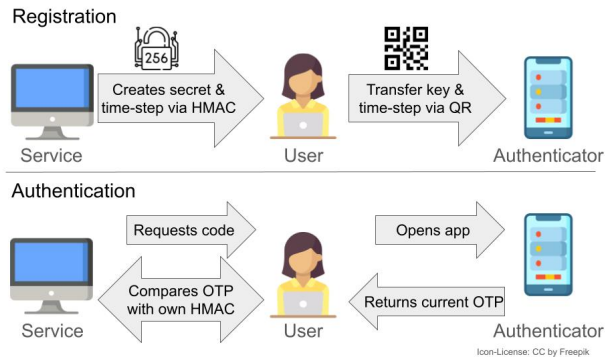 Registration
256
Creates secret &
time-step via HMAC
Transfer key &
time-step via QR
Service
User
Authenticator
Authentication
Requests code
Opens app
Compares OTP
with own HMAC
Returns current OTP
Service
User
Authenticator
Icon-License: CC by Freepik